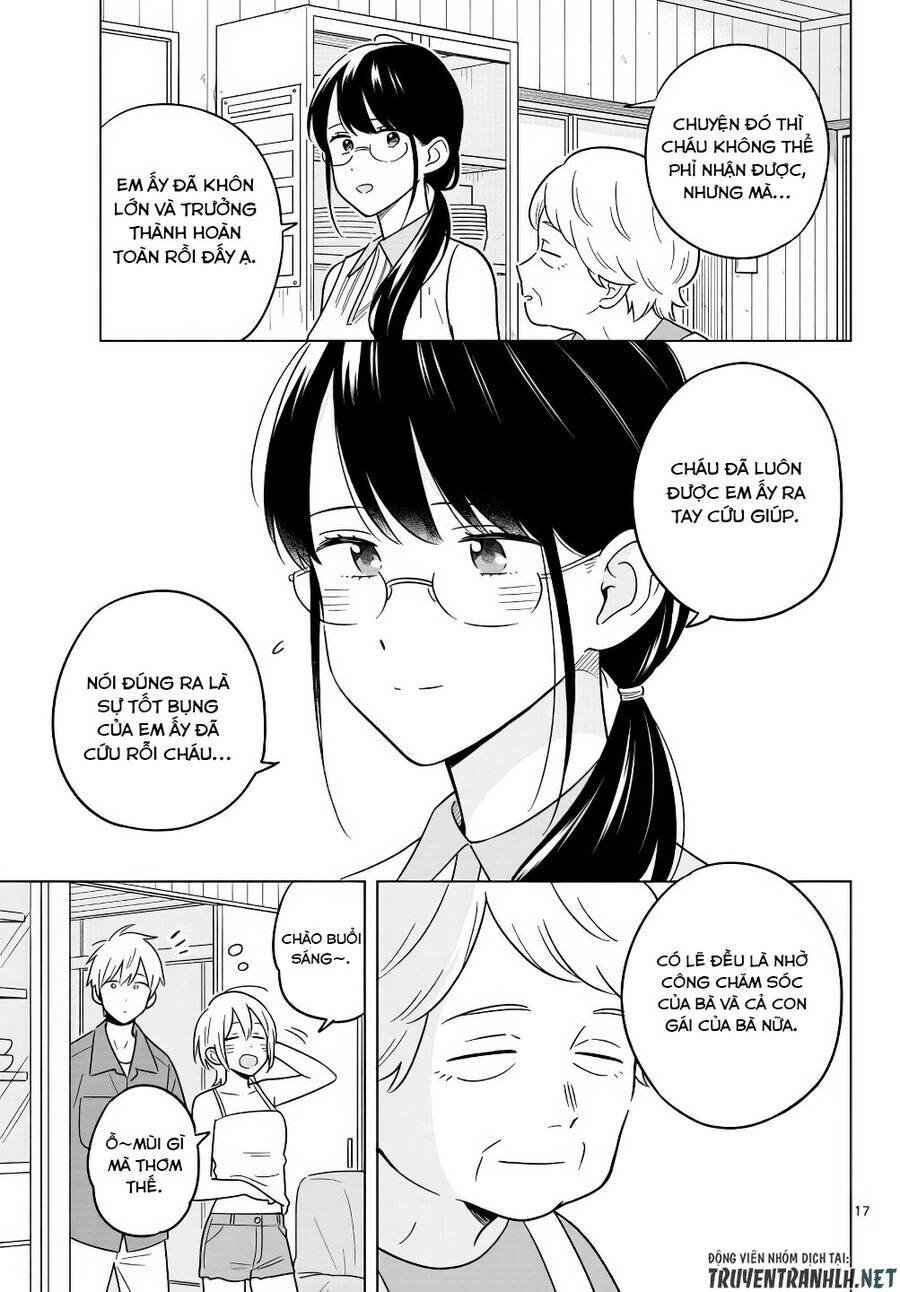 CHUYỆN ĐÓ THÌ
CHÁU KHÔNG THỂ
PHỈ NHẬN ĐƯỢC,
NHƯNG MÀ...
EM ẤY ĐÃ KHÔN
LỚN VÀ TRƯỞNG
THÀNH HOÀN
TOÀN RỒI ĐẤY Ạ.
CHÁU ĐÃ LUÔN
ĐƯỢC EM ẤY RA
TAY CỨU GIÚP.
NÓI ĐÚNG RA LÀ
SỰ TỐT BỤNG
CỦA EM ẤY ĐÃ
CỨU RỖI CHÁU...
CÓ LẼ ĐỀU LÀ NHỜ
CÔNG CHĂM SÓC
CỦA BÀ VÀ CẢ CON
GÁI CỦA BÀ NỮA.
CHÀO BUỔI
SÁNG~.
Ồ~MÙI GÌ
MÀ THƠM
THẾ.
17
ĐỘNG VIÊN NHÓM DỊCH TẠI:
TRUYENTRANHLH.NET